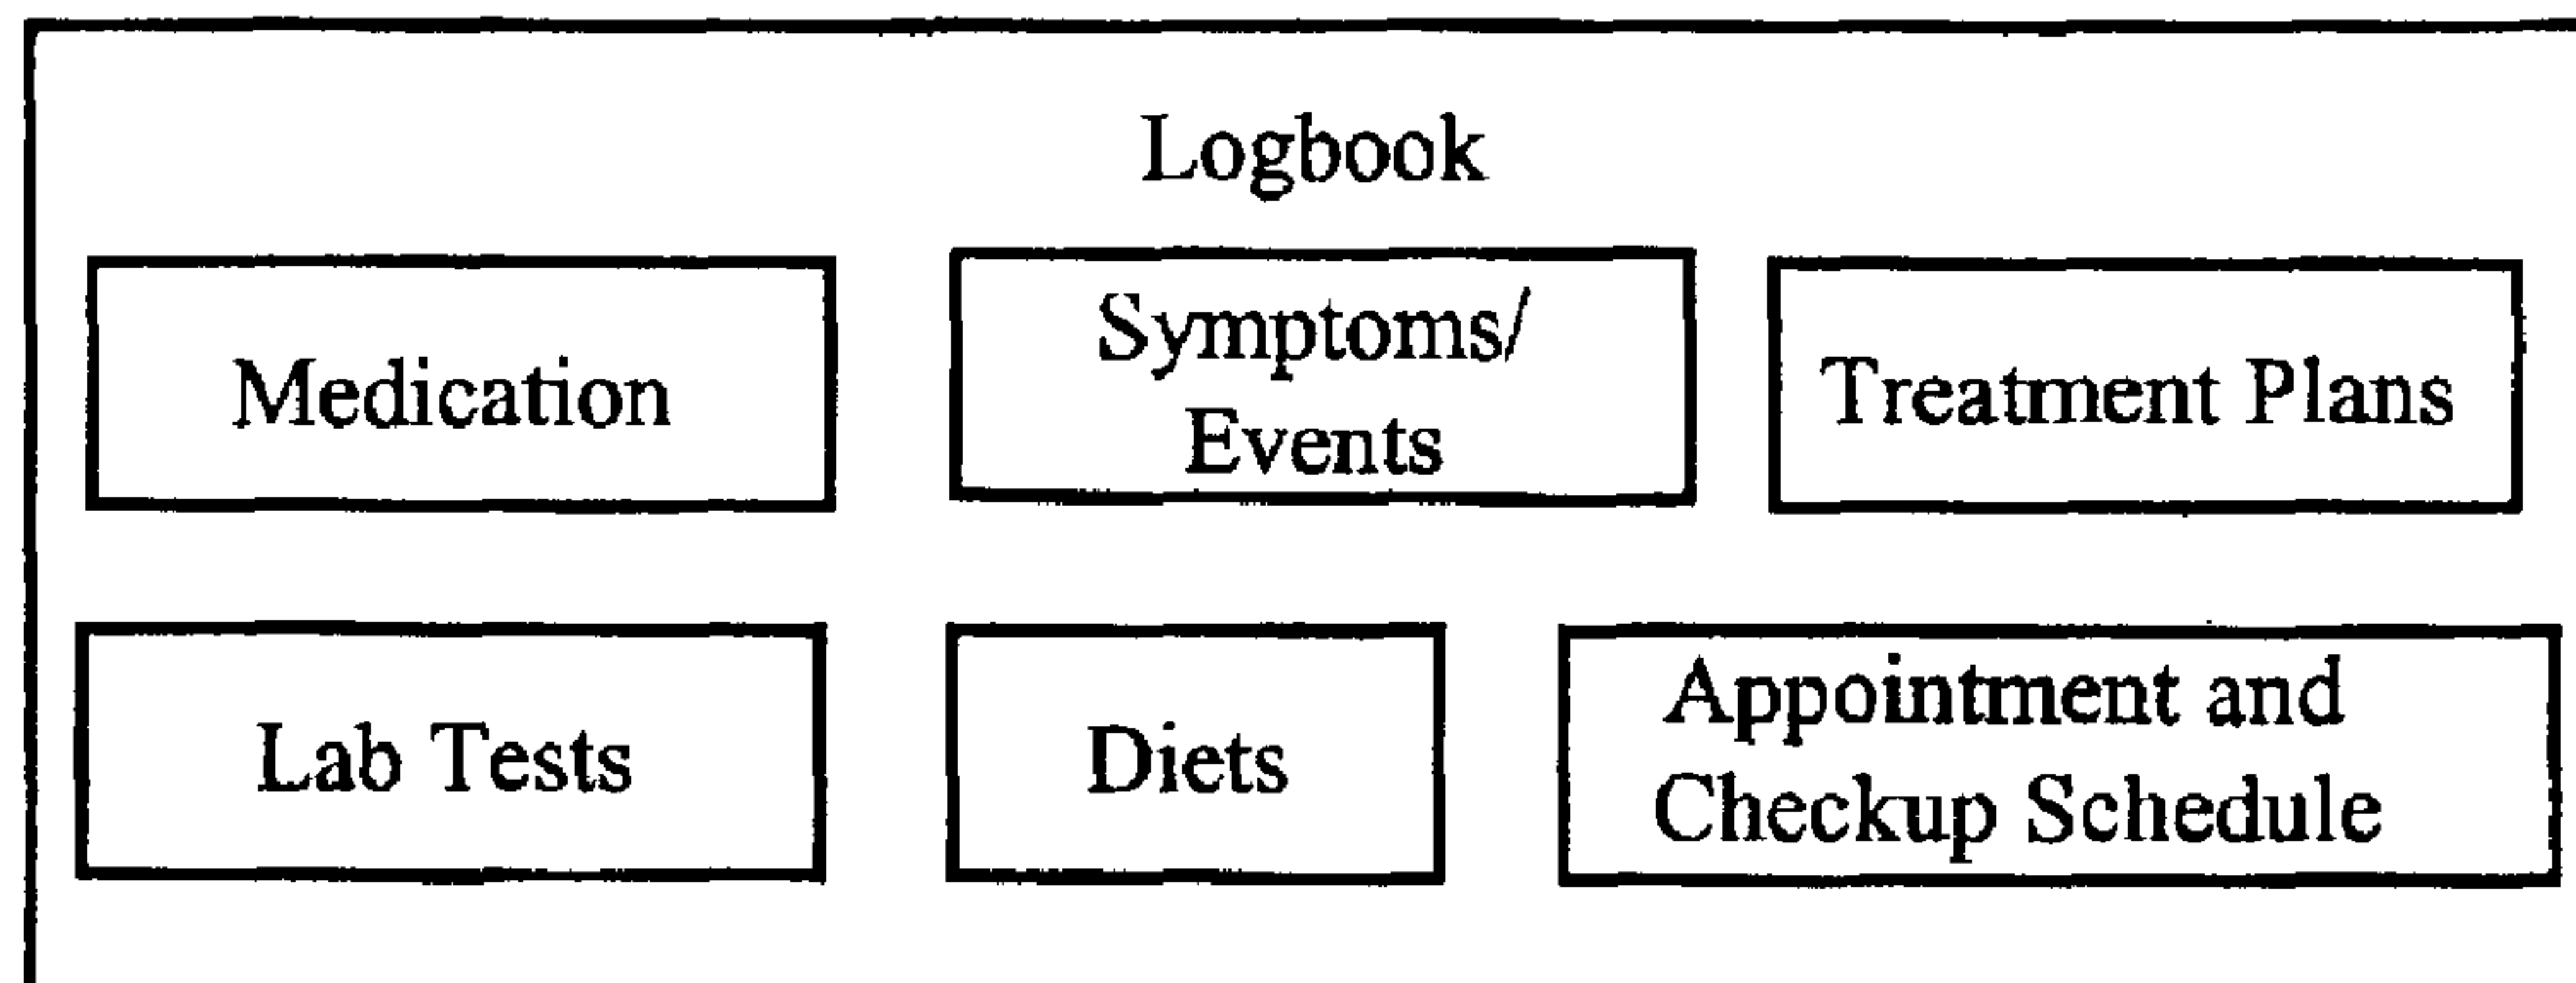 Logbook
Medication
Symptoms/
Events
Treatment Plans
Lab Tests
Diets
Appointment and
Checkup Schedule